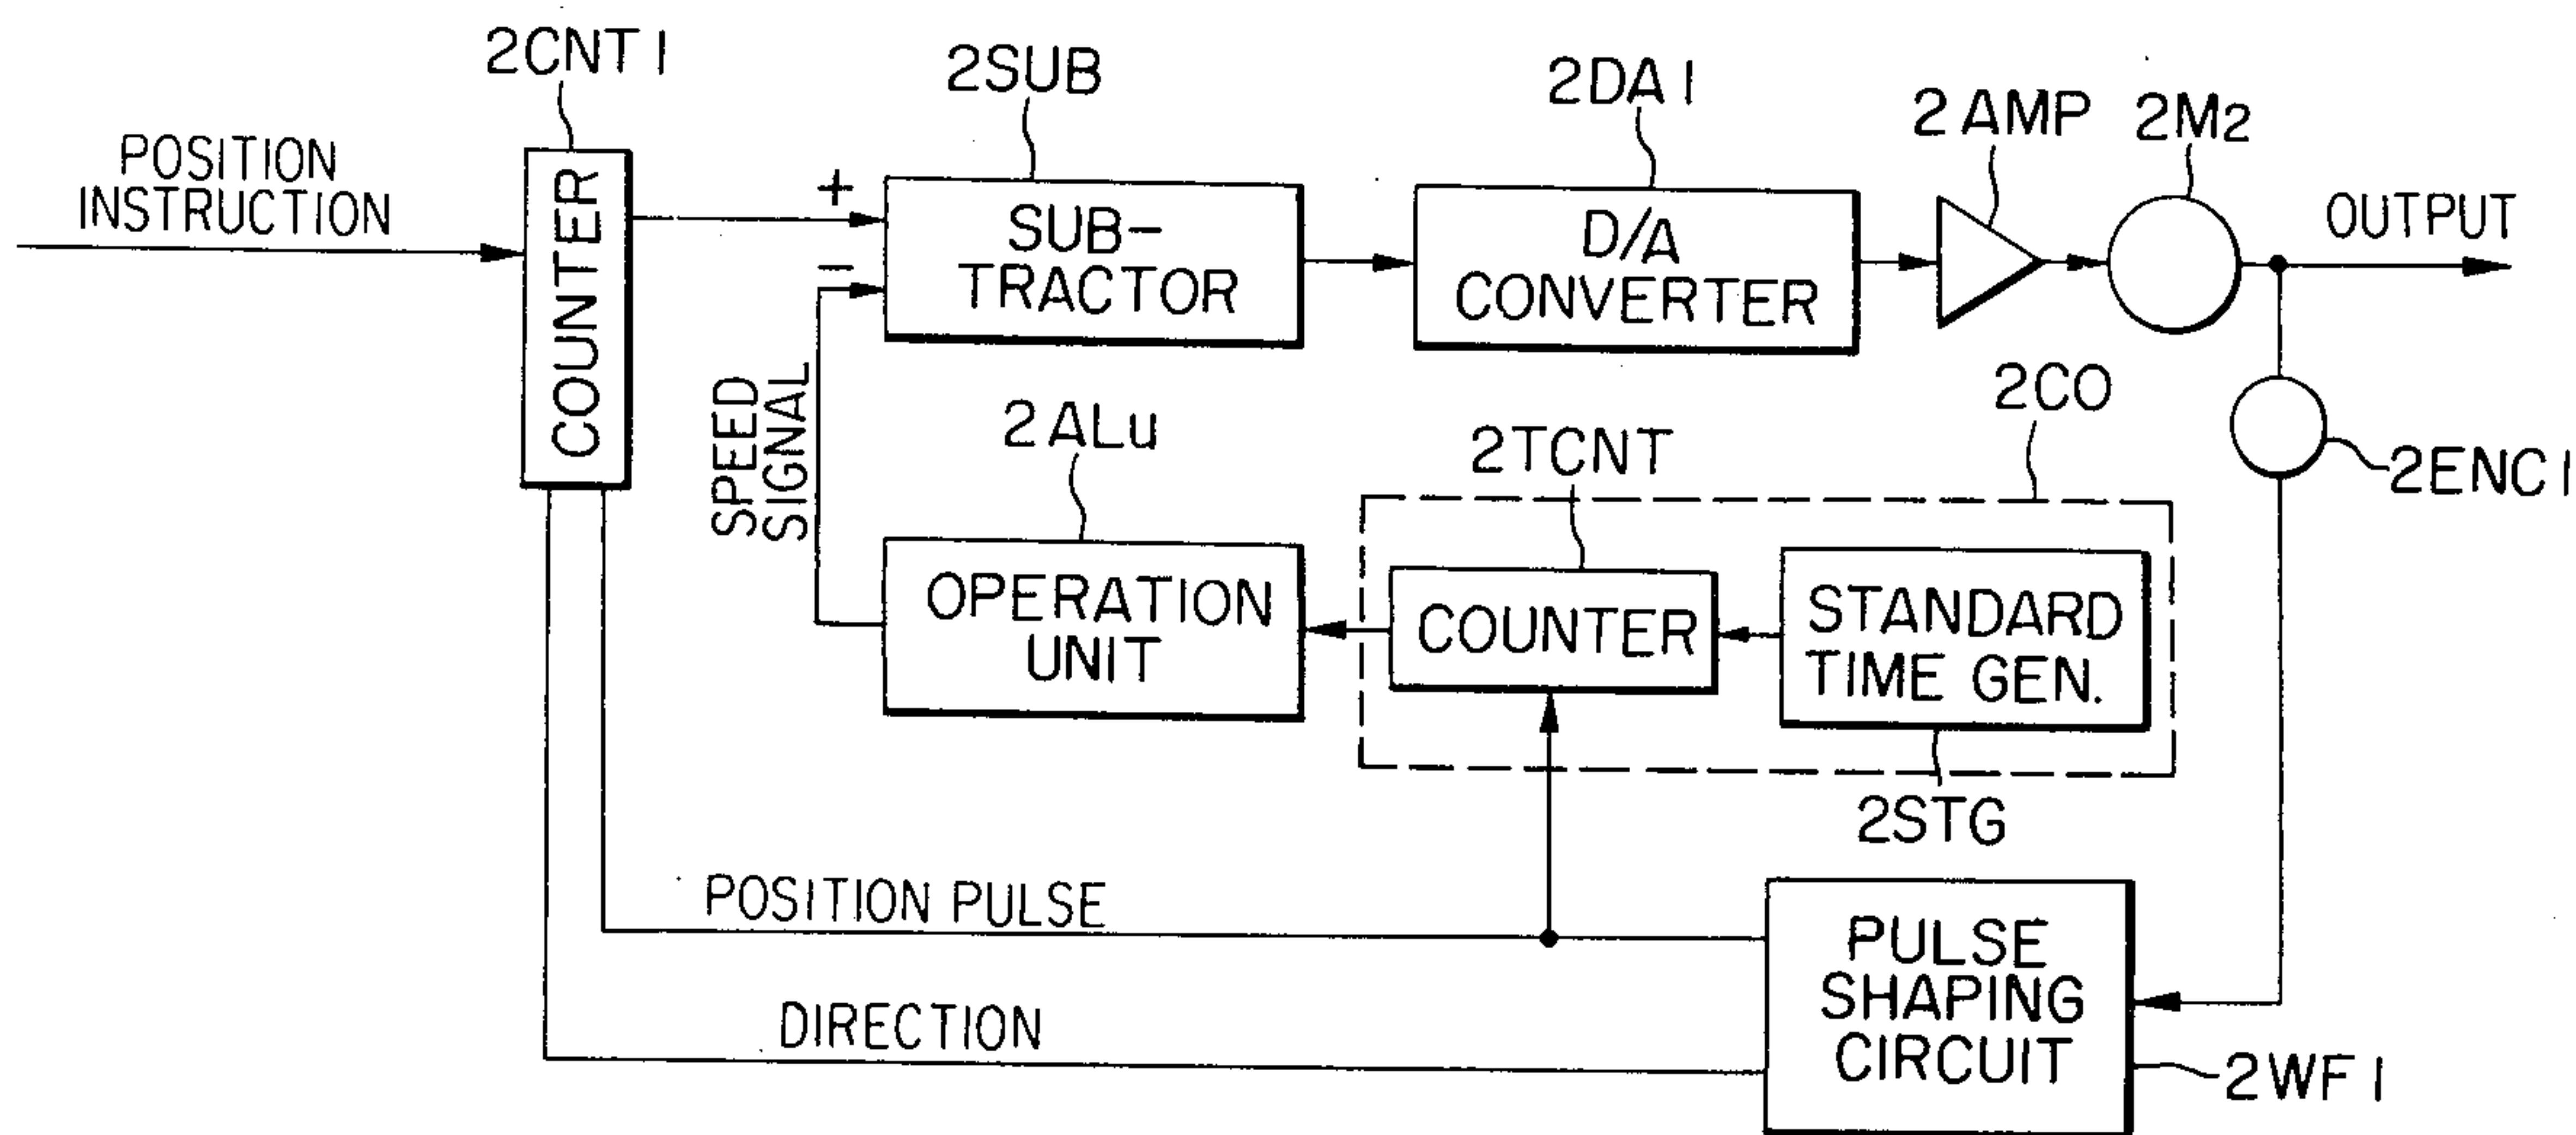 2CNT1
2SUB
2DA1
2AMP
2M2
POSITION
INSTRUCTION
COUNTER
+
−
SUB-
TRACTOR
D/A
CONVERTER
OUTPUT
SPEED
SIGNAL
2ALu
2TCNT
2CO
2ENC1
OPERATION
UNIT
COUNTER
STANDARD
TIME GEN.
2STG
POSITION PULSE
PULSE
SHAPING
CIRCUIT
DIRECTION
2WF1